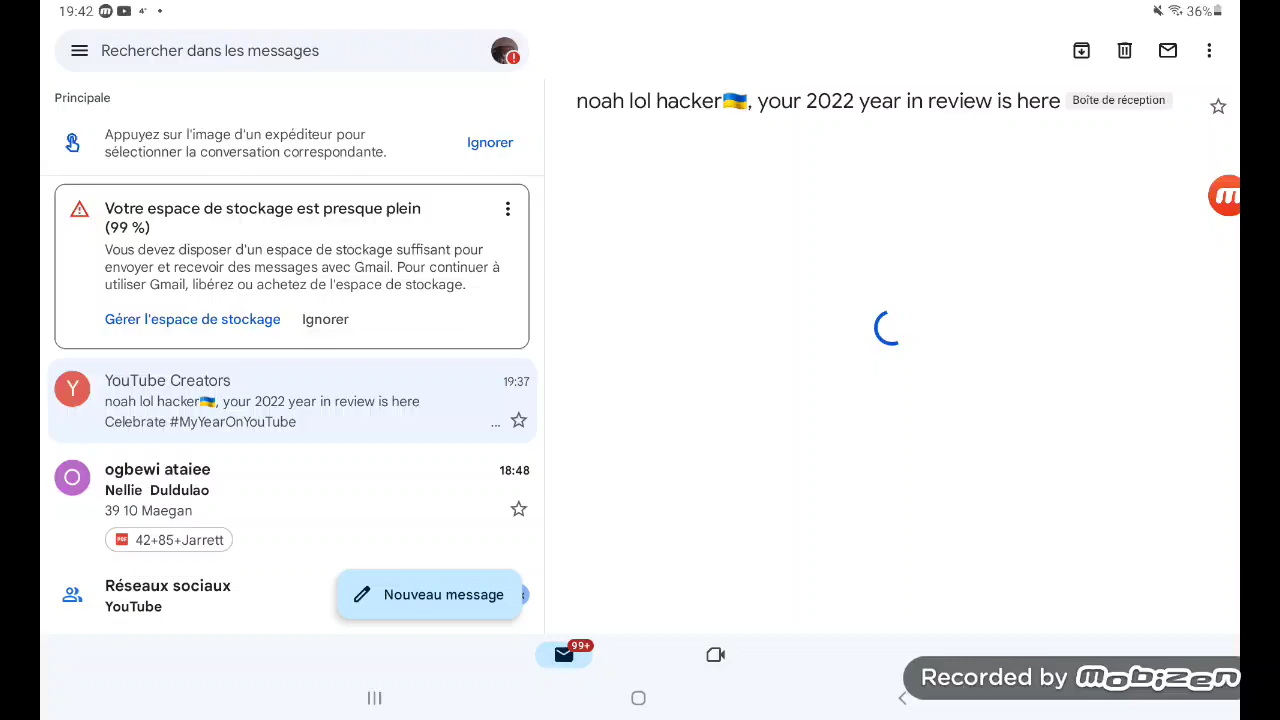 19:42
36%
Rechercher dans les messages
Principale
Appuyez sur l'image d'un expéditeur pour
sélectionner la conversation correspondante.
Ignorer
Votre espace de stockage est presque plein
(99 %)
Vous devez disposer d'un espace de stockage suffisant pour
envoyer et recevoir des messages avec Gmail. Pour continuer à
utiliser Gmail, libérez ou achetez de l'espace de stockage.
Gérer l'espace de stockage Ignorer
Y
YouTube Creators 19:37
noah lol hacker🇺🇦, your 2022 year in review is here
Celebrate #MyYearOnYouTube ...
O
ogbewi ataiee 18:48
Nellie Duldulao
39 10 Maegan
PDF 42+85+Jarrett
Réseaux sociaux
YouTube
Nouveau message
noah lol hacker🇺🇦, your 2022 year in review is here Boîte de réception
99+
Recorded by mobizen